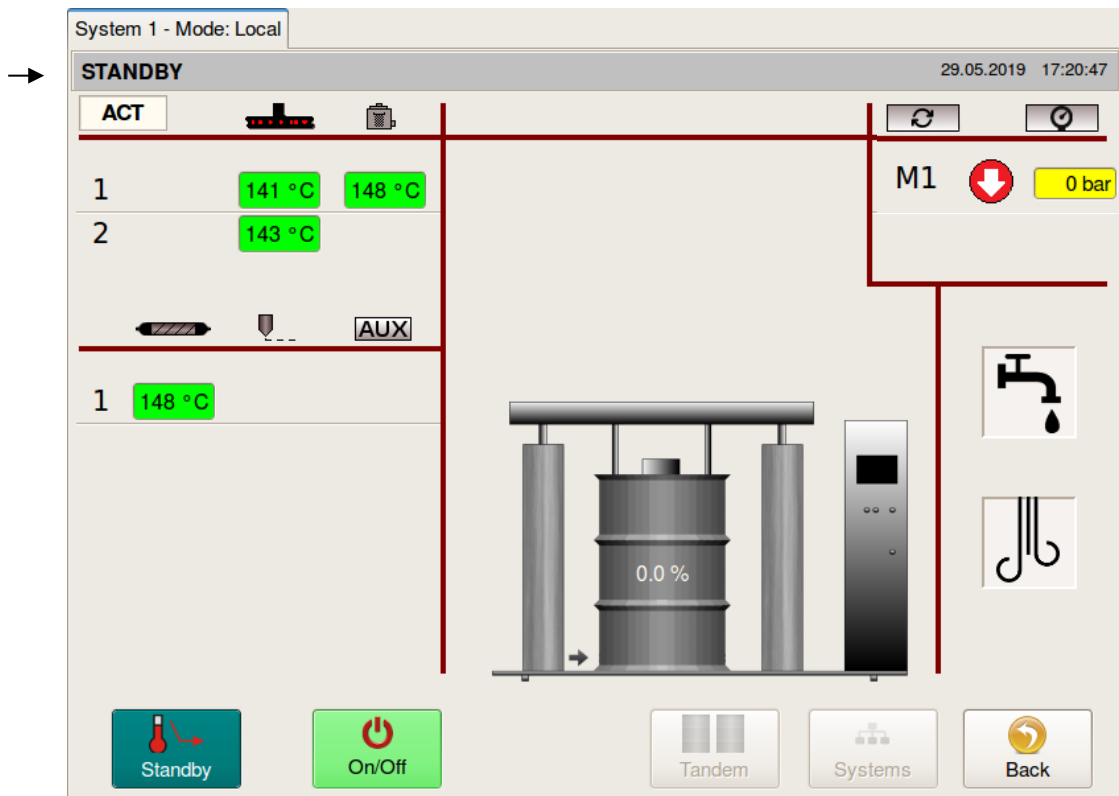 System 1 - Mode: Local
STANDBY 29.05.2019 17:20:47
ACT
M1 0 bar
1 141 °C 148 °C
2 143 °C
AUX
1 148 °C
0.0 %
Standby On/Off Tandem Systems Back